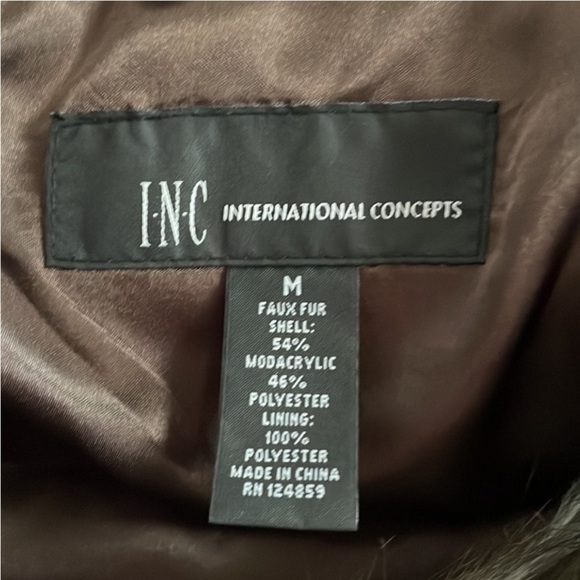 I·N·C INTERNATIONAL CONCEPTS
M
FAUX FUR
SHELL:
54%
MODACRYLIC
46%
POLYESTER
LINING:
100%
POLYESTER
MADE IN CHINA
RN 124859